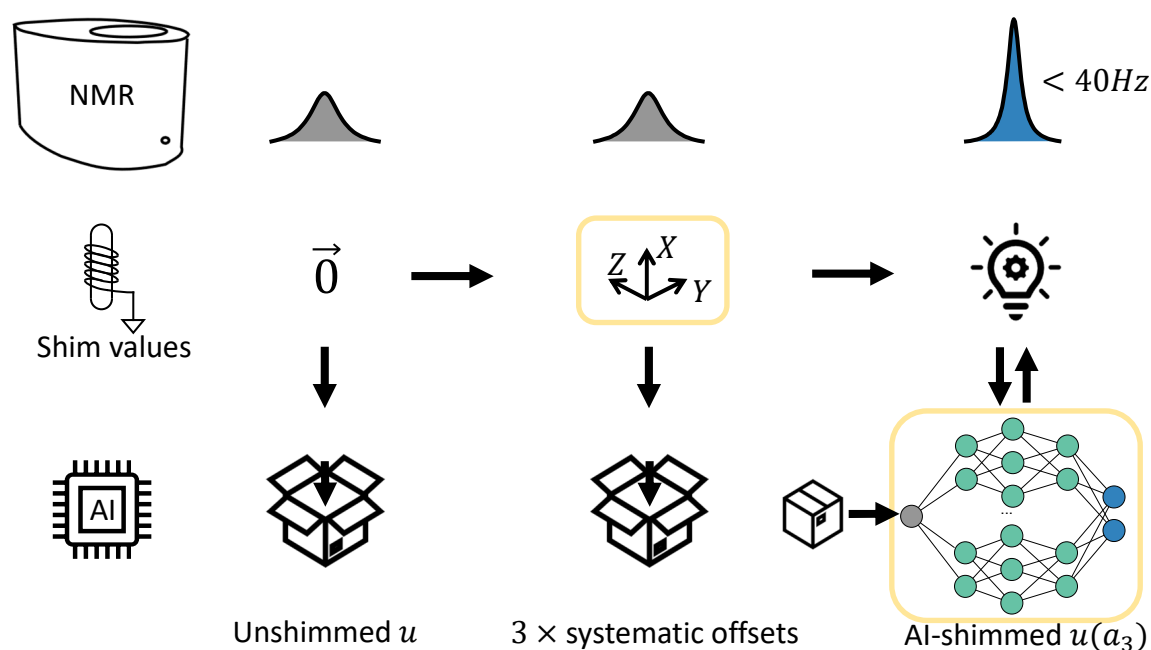 NMR
< 40Hz
Shim values
0⃗
X
Z
Y
AI
...
Unshimmed u
3 × systematic offsets
AI-shimmed u(a₃)